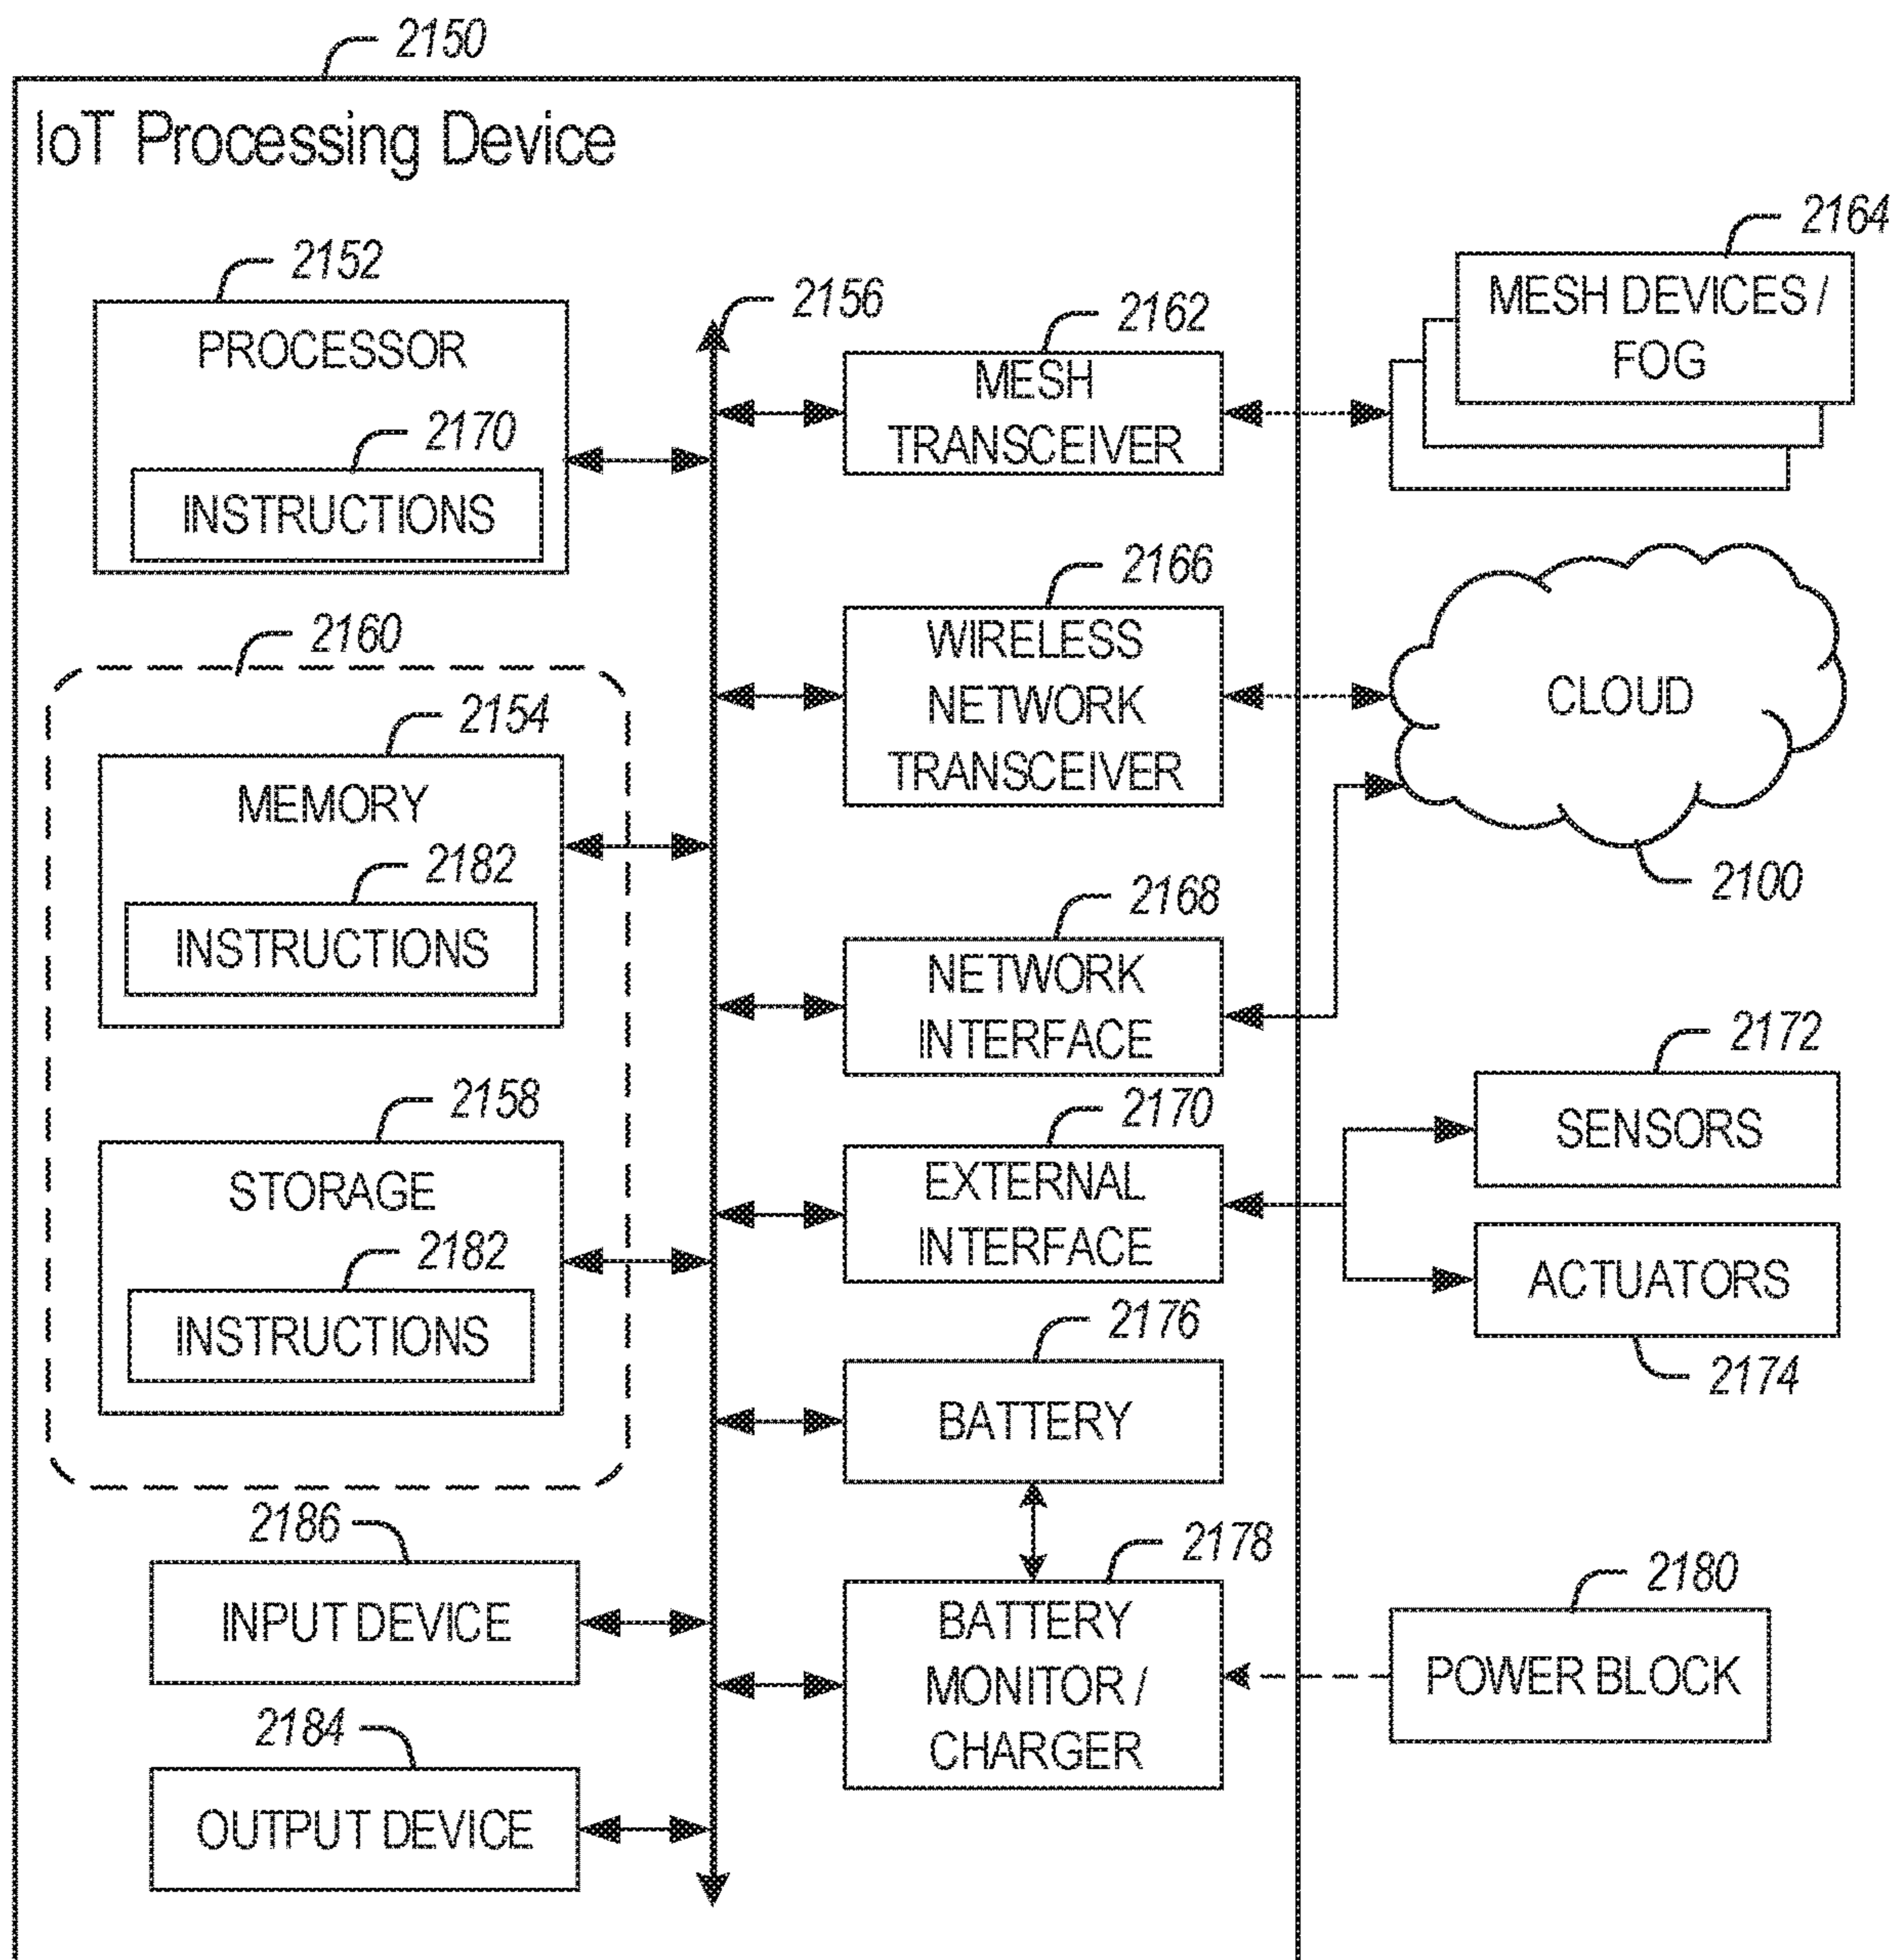 2150
IoT Processing Device
2164
MESH DEVICES /
FOG
2152
PROCESSOR
2170
INSTRUCTIONS
2156
2162
MESH
TRANSCEIVER
2166
WIRELESS
NETWORK
TRANSCEIVER
CLOUD
2100
2160
2154
MEMORY
2182
INSTRUCTIONS
2168
NETWORK
INTERFACE
2158
STORAGE
2182
INSTRUCTIONS
2170
EXTERNAL
INTERFACE
2172
SENSORS
ACTUATORS
2174
2176
BATTERY
2186
INPUT DEVICE
2178
BATTERY
MONITOR /
CHARGER
2180
POWER BLOCK
2184
OUTPUT DEVICE